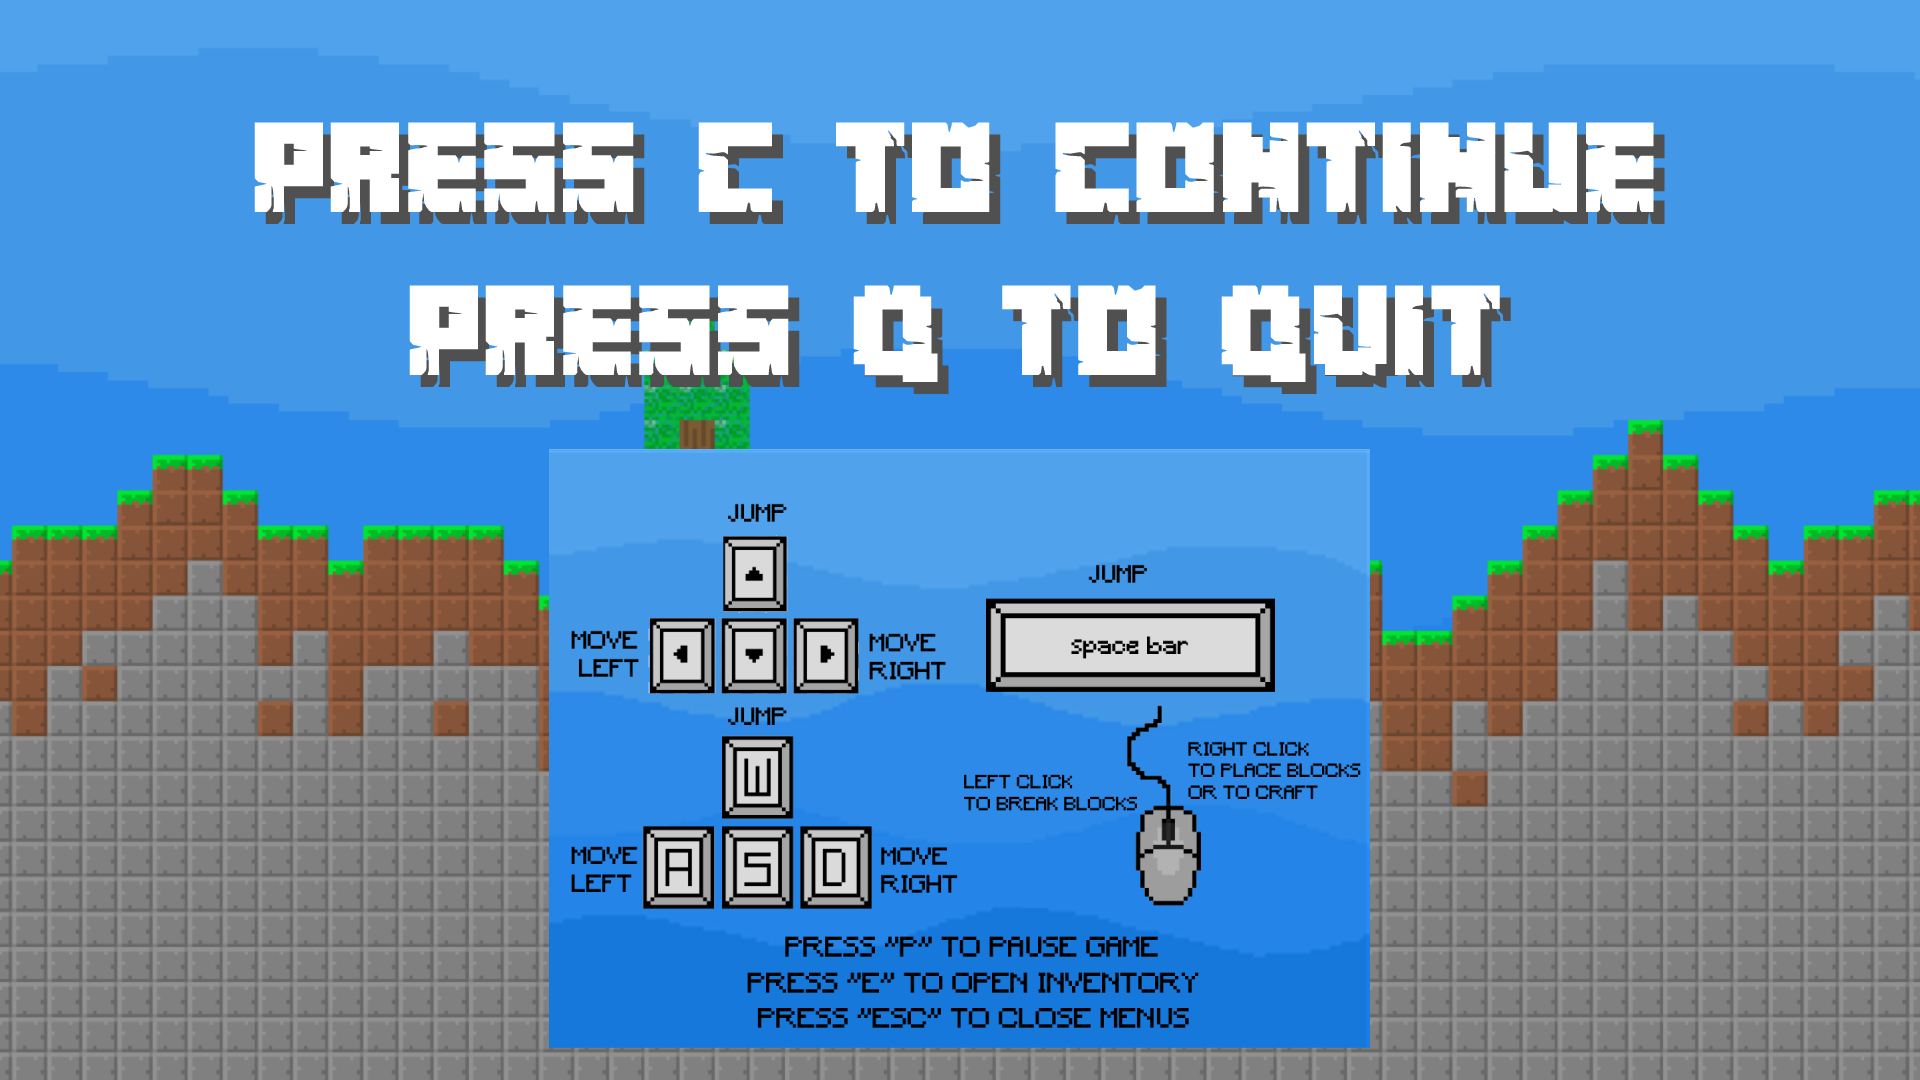 PRESS C TO CONTINUE
PRESS Q TO QUIT
JUMP
MOVE
LEFT
MOVE
RIGHT
JUMP
space bar
JUMP
W
MOVE
LEFT
A
S
D
MOVE
RIGHT
LEFT CLICK
TO BREAK BLOCKS
RIGHT CLICK
TO PLACE BLOCKS
OR TO CRAFT
PRESS "P" TO PAUSE GAME
PRESS "E" TO OPEN INVENTORY
PRESS "ESC" TO CLOSE MENUS